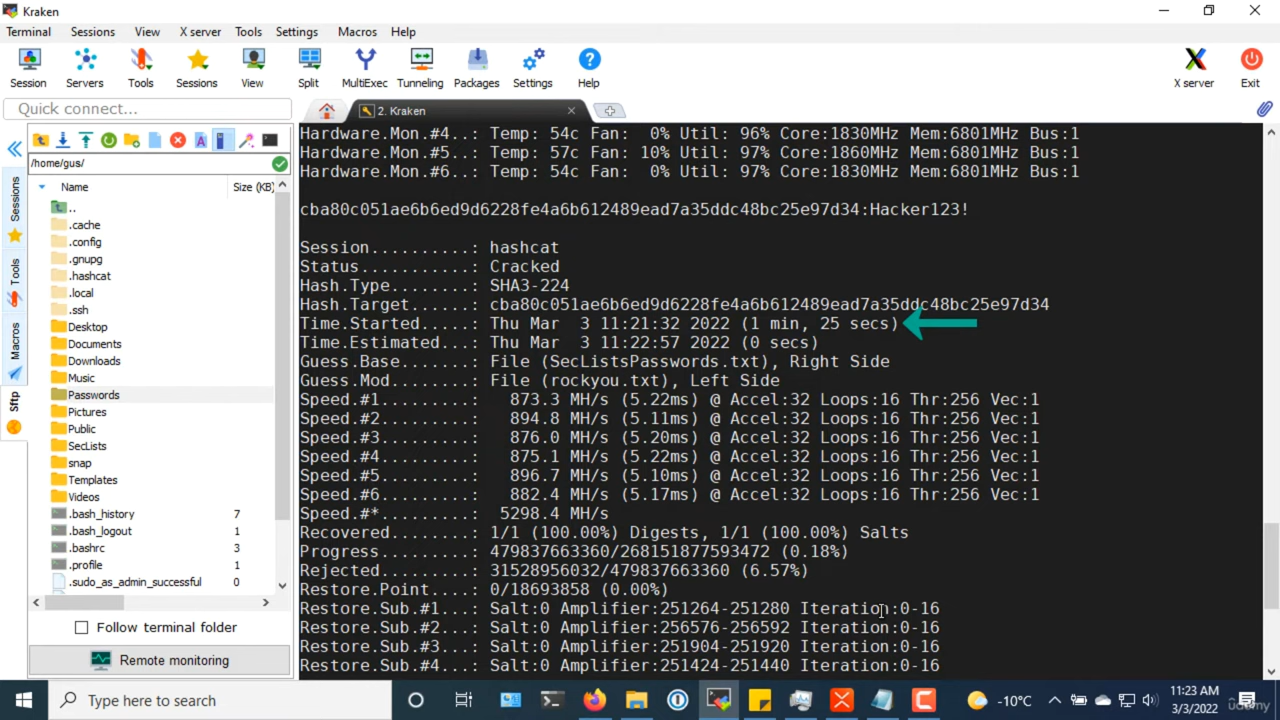 Kraken
Terminal Sessions View X server Tools Settings Macros Help
Session Servers Tools Sessions View Split MultiExec Tunneling Packages Settings Help X server Exit
Quick connect...
2. Kraken
/home/gus/
Name Size (KB)
..
.cache
.config
.gnupg
.hashcat
.local
.ssh
Desktop
Documents
Downloads
Music
Passwords
Pictures
Public
SecLists
snap
Templates
Videos
.bash_history 7
.bash_logout 1
.bashrc 3
.profile 1
.sudo_as_admin_successful 0
Follow terminal folder
Remote monitoring
Sessions
Tools
Macros
Sftp
Hardware.Mon.#4..: Temp: 54c Fan:  0% Util: 96% Core:1830MHz Mem:6801MHz Bus:1
Hardware.Mon.#5..: Temp: 57c Fan: 10% Util: 97% Core:1860MHz Mem:6801MHz Bus:1
Hardware.Mon.#6..: Temp: 54c Fan:  0% Util: 97% Core:1830MHz Mem:6801MHz Bus:1
cba80c051ae6b6ed9d6228fe4a6b612489ead7a35ddc48bc25e97d34:Hacker123!
Session..........: hashcat
Status...........: Cracked
Hash.Type........: SHA3-224
Hash.Target......: cba80c051ae6b6ed9d6228fe4a6b612489ead7a35ddc48bc25e97d34
Time.Started.....: Thu Mar  3 11:21:32 2022 (1 min, 25 secs)
Time.Estimated...: Thu Mar  3 11:22:57 2022 (0 secs)
Guess.Base.......: File (SecListsPasswords.txt), Right Side
Guess.Mod........: File (rockyou.txt), Left Side
Speed.#1.........:   873.3 MH/s (5.22ms) @ Accel:32 Loops:16 Thr:256 Vec:1
Speed.#2.........:   894.8 MH/s (5.11ms) @ Accel:32 Loops:16 Thr:256 Vec:1
Speed.#3.........:   876.0 MH/s (5.20ms) @ Accel:32 Loops:16 Thr:256 Vec:1
Speed.#4.........:   875.1 MH/s (5.22ms) @ Accel:32 Loops:16 Thr:256 Vec:1
Speed.#5.........:   896.7 MH/s (5.10ms) @ Accel:32 Loops:16 Thr:256 Vec:1
Speed.#6.........:   882.4 MH/s (5.17ms) @ Accel:32 Loops:16 Thr:256 Vec:1
Speed.#*.........:  5298.4 MH/s
Recovered........: 1/1 (100.00%) Digests, 1/1 (100.00%) Salts
Progress.........: 479837663360/268151877593472 (0.18%)
Rejected.........: 31528956032/479837663360 (6.57%)
Restore.Point....: 0/18693858 (0.00%)
Restore.Sub.#1...: Salt:0 Amplifier:251264-251280 Iteration:0-16
Restore.Sub.#2...: Salt:0 Amplifier:256576-256592 Iteration:0-16
Restore.Sub.#3...: Salt:0 Amplifier:251904-251920 Iteration:0-16
Restore.Sub.#4...: Salt:0 Amplifier:251424-251440 Iteration:0-16
Type here to search
-10°C
11:23 AM
3/3/2022
udemy